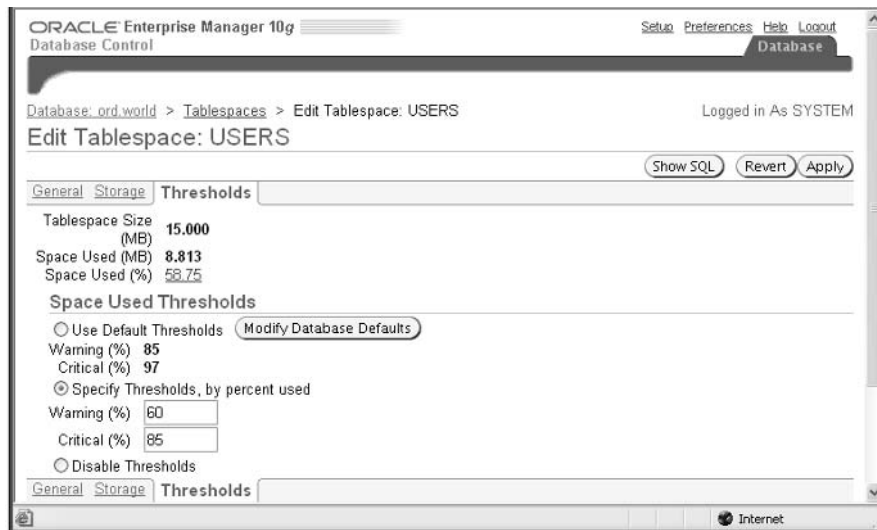 ORACLE Enterprise Manager 10g
Database Control
Setup Preferences Help Logout
Database
Database: ord.world > Tablespaces > Edit Tablespace: USERS
Logged in As SYSTEM
Edit Tablespace: USERS
Show SQL Revert Apply
General Storage Thresholds
Tablespace Size (MB) 15.000
Space Used (MB) 8.813
Space Used (%) 58.75
Space Used Thresholds
Use Default Thresholds Modify Database Defaults
Warning (%) 85
Critical (%) 97
Specify Thresholds, by percent used
Warning (%) 60
Critical (%) 85
Disable Thresholds
General Storage Thresholds
Internet